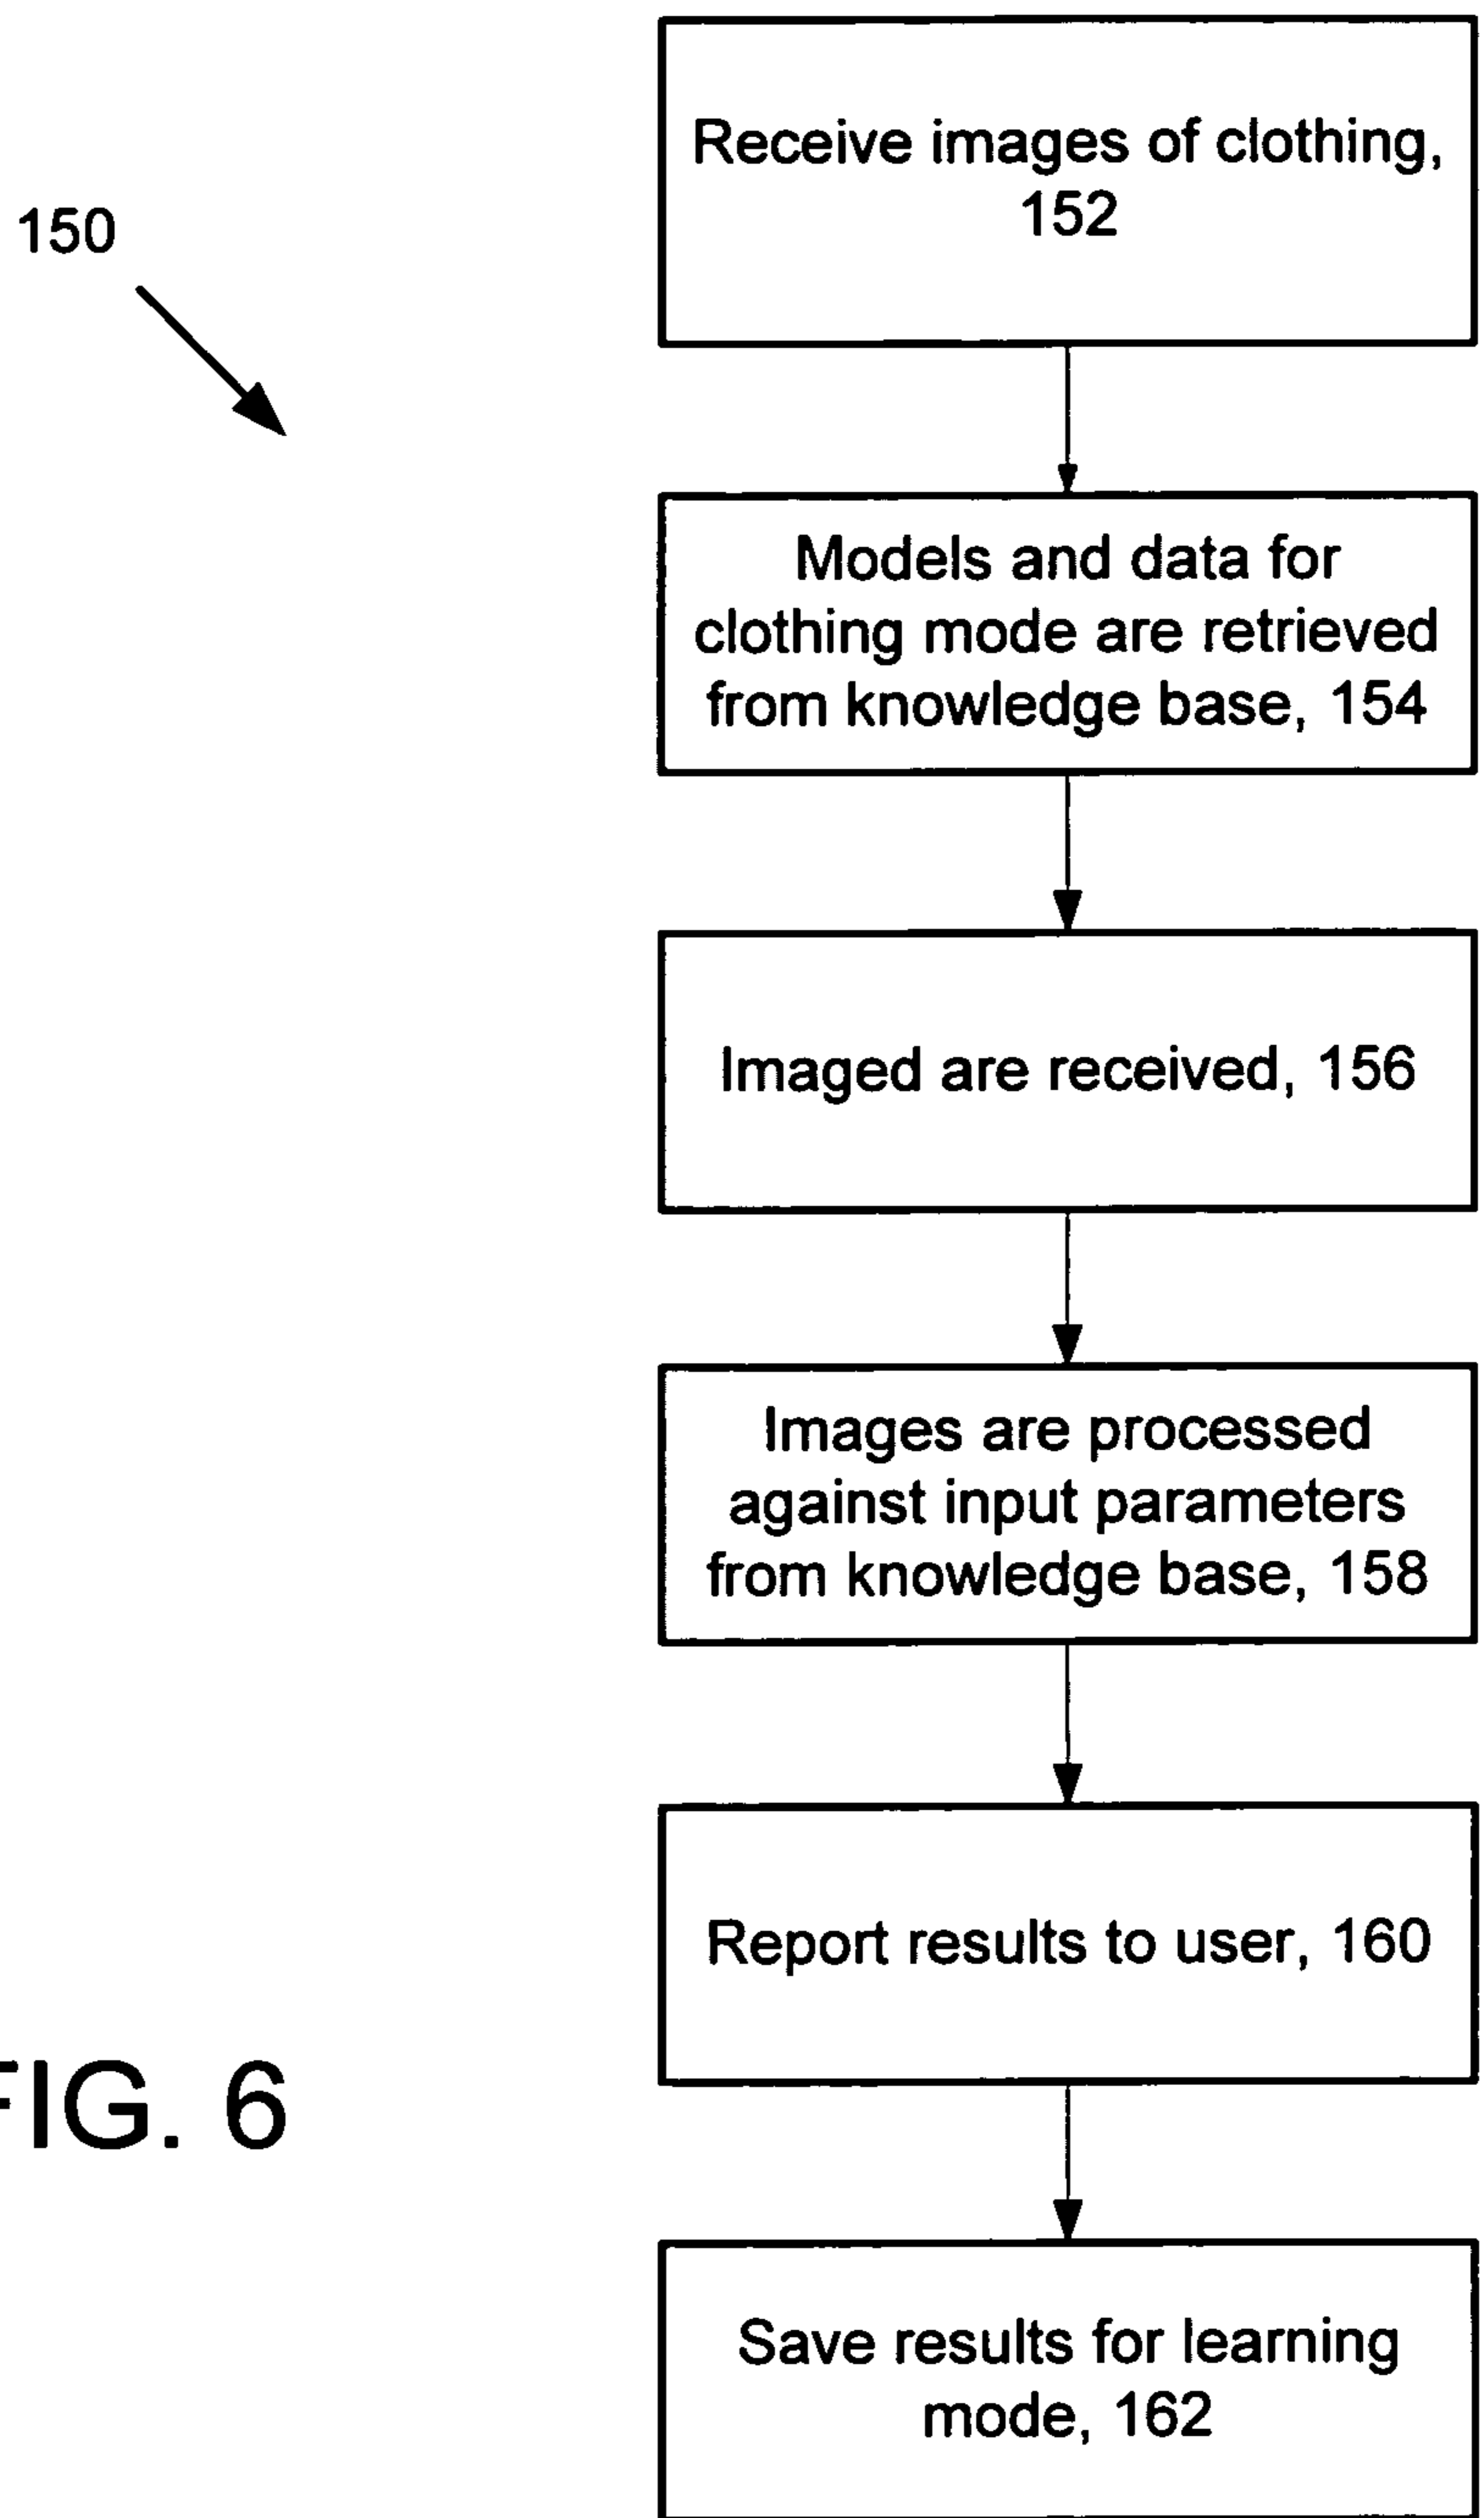 150
Receive images of clothing,
152
Models and data for
clothing mode are retrieved
from knowledge base, 154
Imaged are received, 156
Images are processed
against input parameters
from knowledge base, 158
Report results to user, 160
Save results for learning
mode, 162
FIG. 6